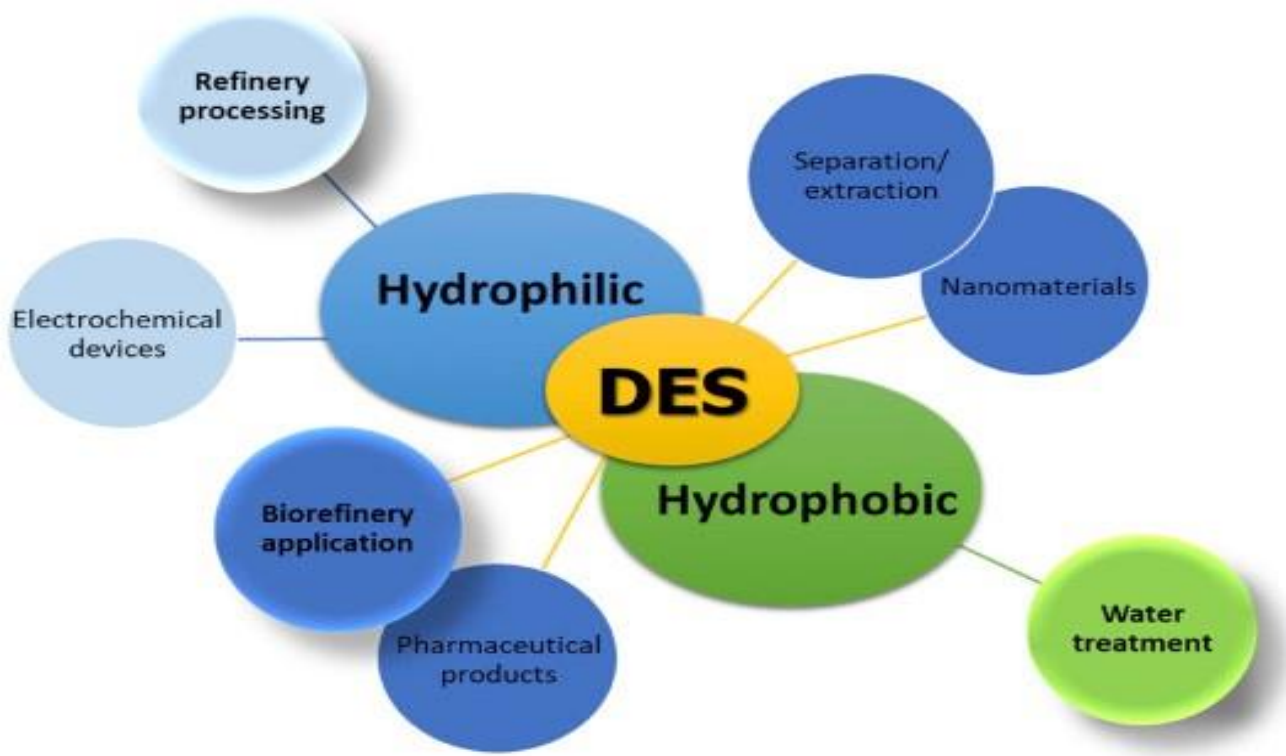 Refinery
processing
Separation/
extraction
Hydrophilic
Nanomaterials
Electrochemical
devices
DES
Hydrophobic
Biorefinery
application
Pharmaceutical
products
Water
treatment